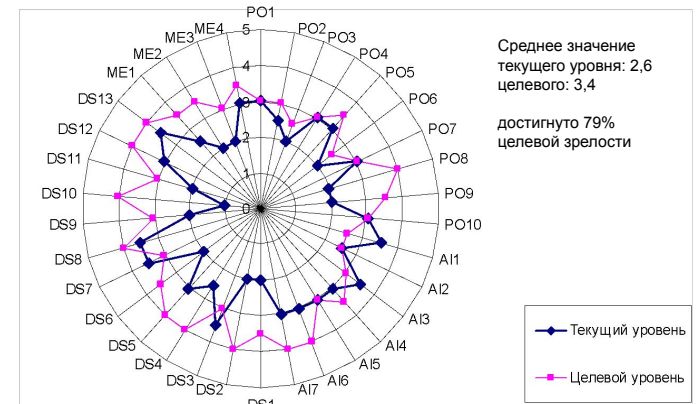 PO1
PO2
PO3
PO4
PO5
PO6
PO7
PO8
PO9
PO10
AI1
AI2
AI3
AI4
AI5
AI6
AI7
DS1
DS2
DS3
DS4
DS5
DS6
DS7
DS8
DS9
DS10
DS11
DS12
DS13
ME1
ME2
ME3
ME4
5
4
3
2
1
0
Среднее значение
текущего уровня: 2,6
целевого: 3,4
достигнуто 79%
целевой зрелости
Текущий уровень
Целевой уровень